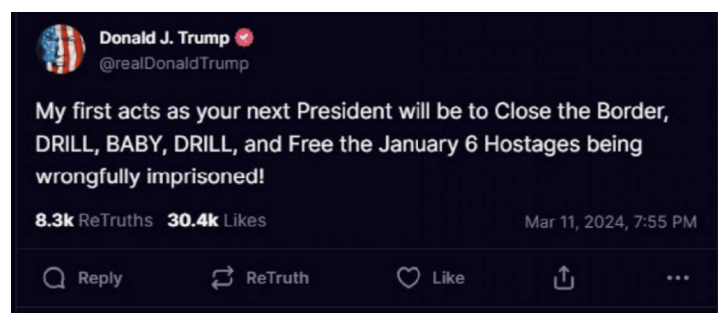 Donald J. Trump
@realDonaldTrump
My first acts as your next President will be to Close the Border,
DRILL, BABY, DRILL, and Free the January 6 Hostages being
wrongfully imprisoned!
8.3k ReTruths 30.4k Likes Mar 11, 2024, 7:55 PM
Reply ReTruth Like